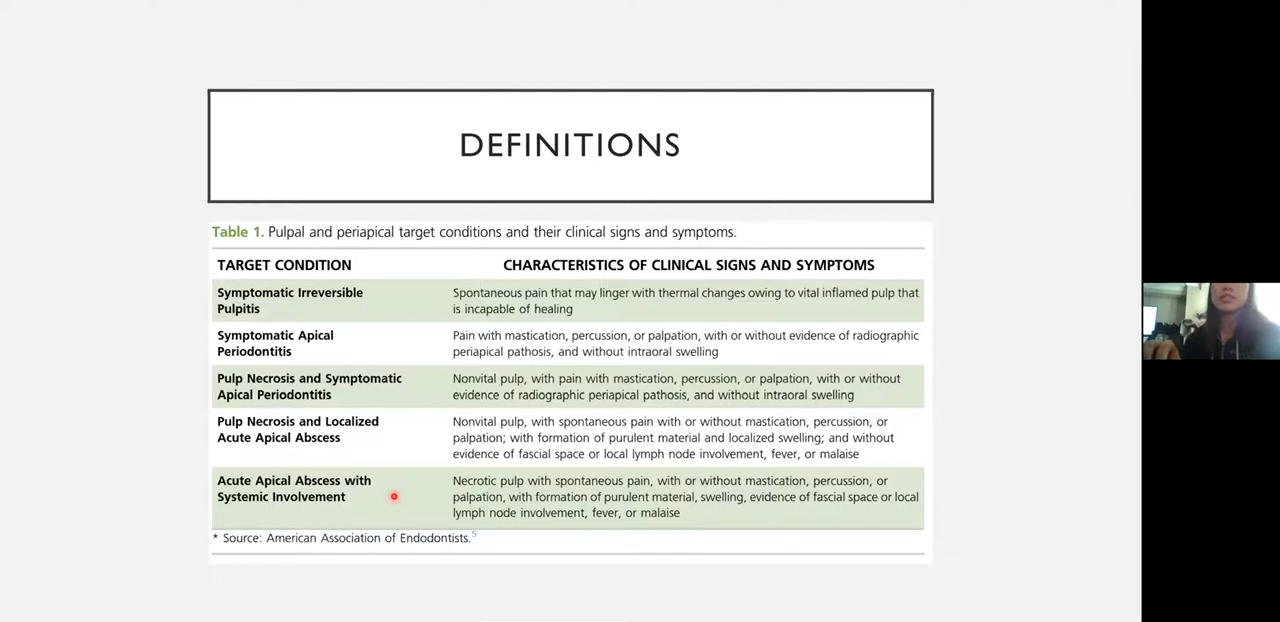 DEFINITIONS
Table 1. Pulpal and periapical target conditions and their clinical signs and symptoms.
TARGET CONDITION CHARACTERISTICS OF CLINICAL SIGNS AND SYMPTOMS
Symptomatic Irreversible
Pulpitis
Spontaneous pain that may linger with thermal changes owing to vital inflamed pulp that
is incapable of healing
Symptomatic Apical
Periodontitis
Pain with mastication, percussion, or palpation, with or without evidence of radiographic
periapical pathosis, and without intraoral swelling
Pulp Necrosis and Symptomatic
Apical Periodontitis
Nonvital pulp, with pain with mastication, percussion, or palpation, with or without
evidence of radiographic periapical pathosis, and without intraoral swelling
Pulp Necrosis and Localized
Acute Apical Abscess
Nonvital pulp, with spontaneous pain with or without mastication, percussion, or
palpation; with formation of purulent material and localized swelling; and without
evidence of fascial space or local lymph node involvement, fever, or malaise
Acute Apical Abscess with
Systemic Involvement
Necrotic pulp with spontaneous pain, with or without mastication, percussion, or
palpation, with formation of purulent material, swelling, evidence of fascial space or local
lymph node involvement, fever, or malaise
* Source: American Association of Endodontists.5